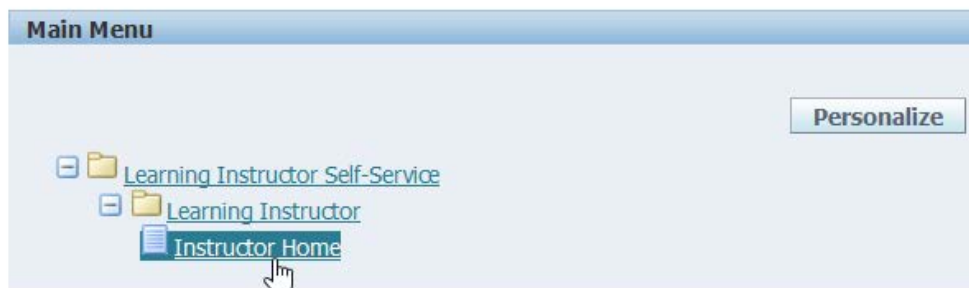 Main Menu
Personalize
Learning Instructor Self-Service
Learning Instructor
Instructor Home